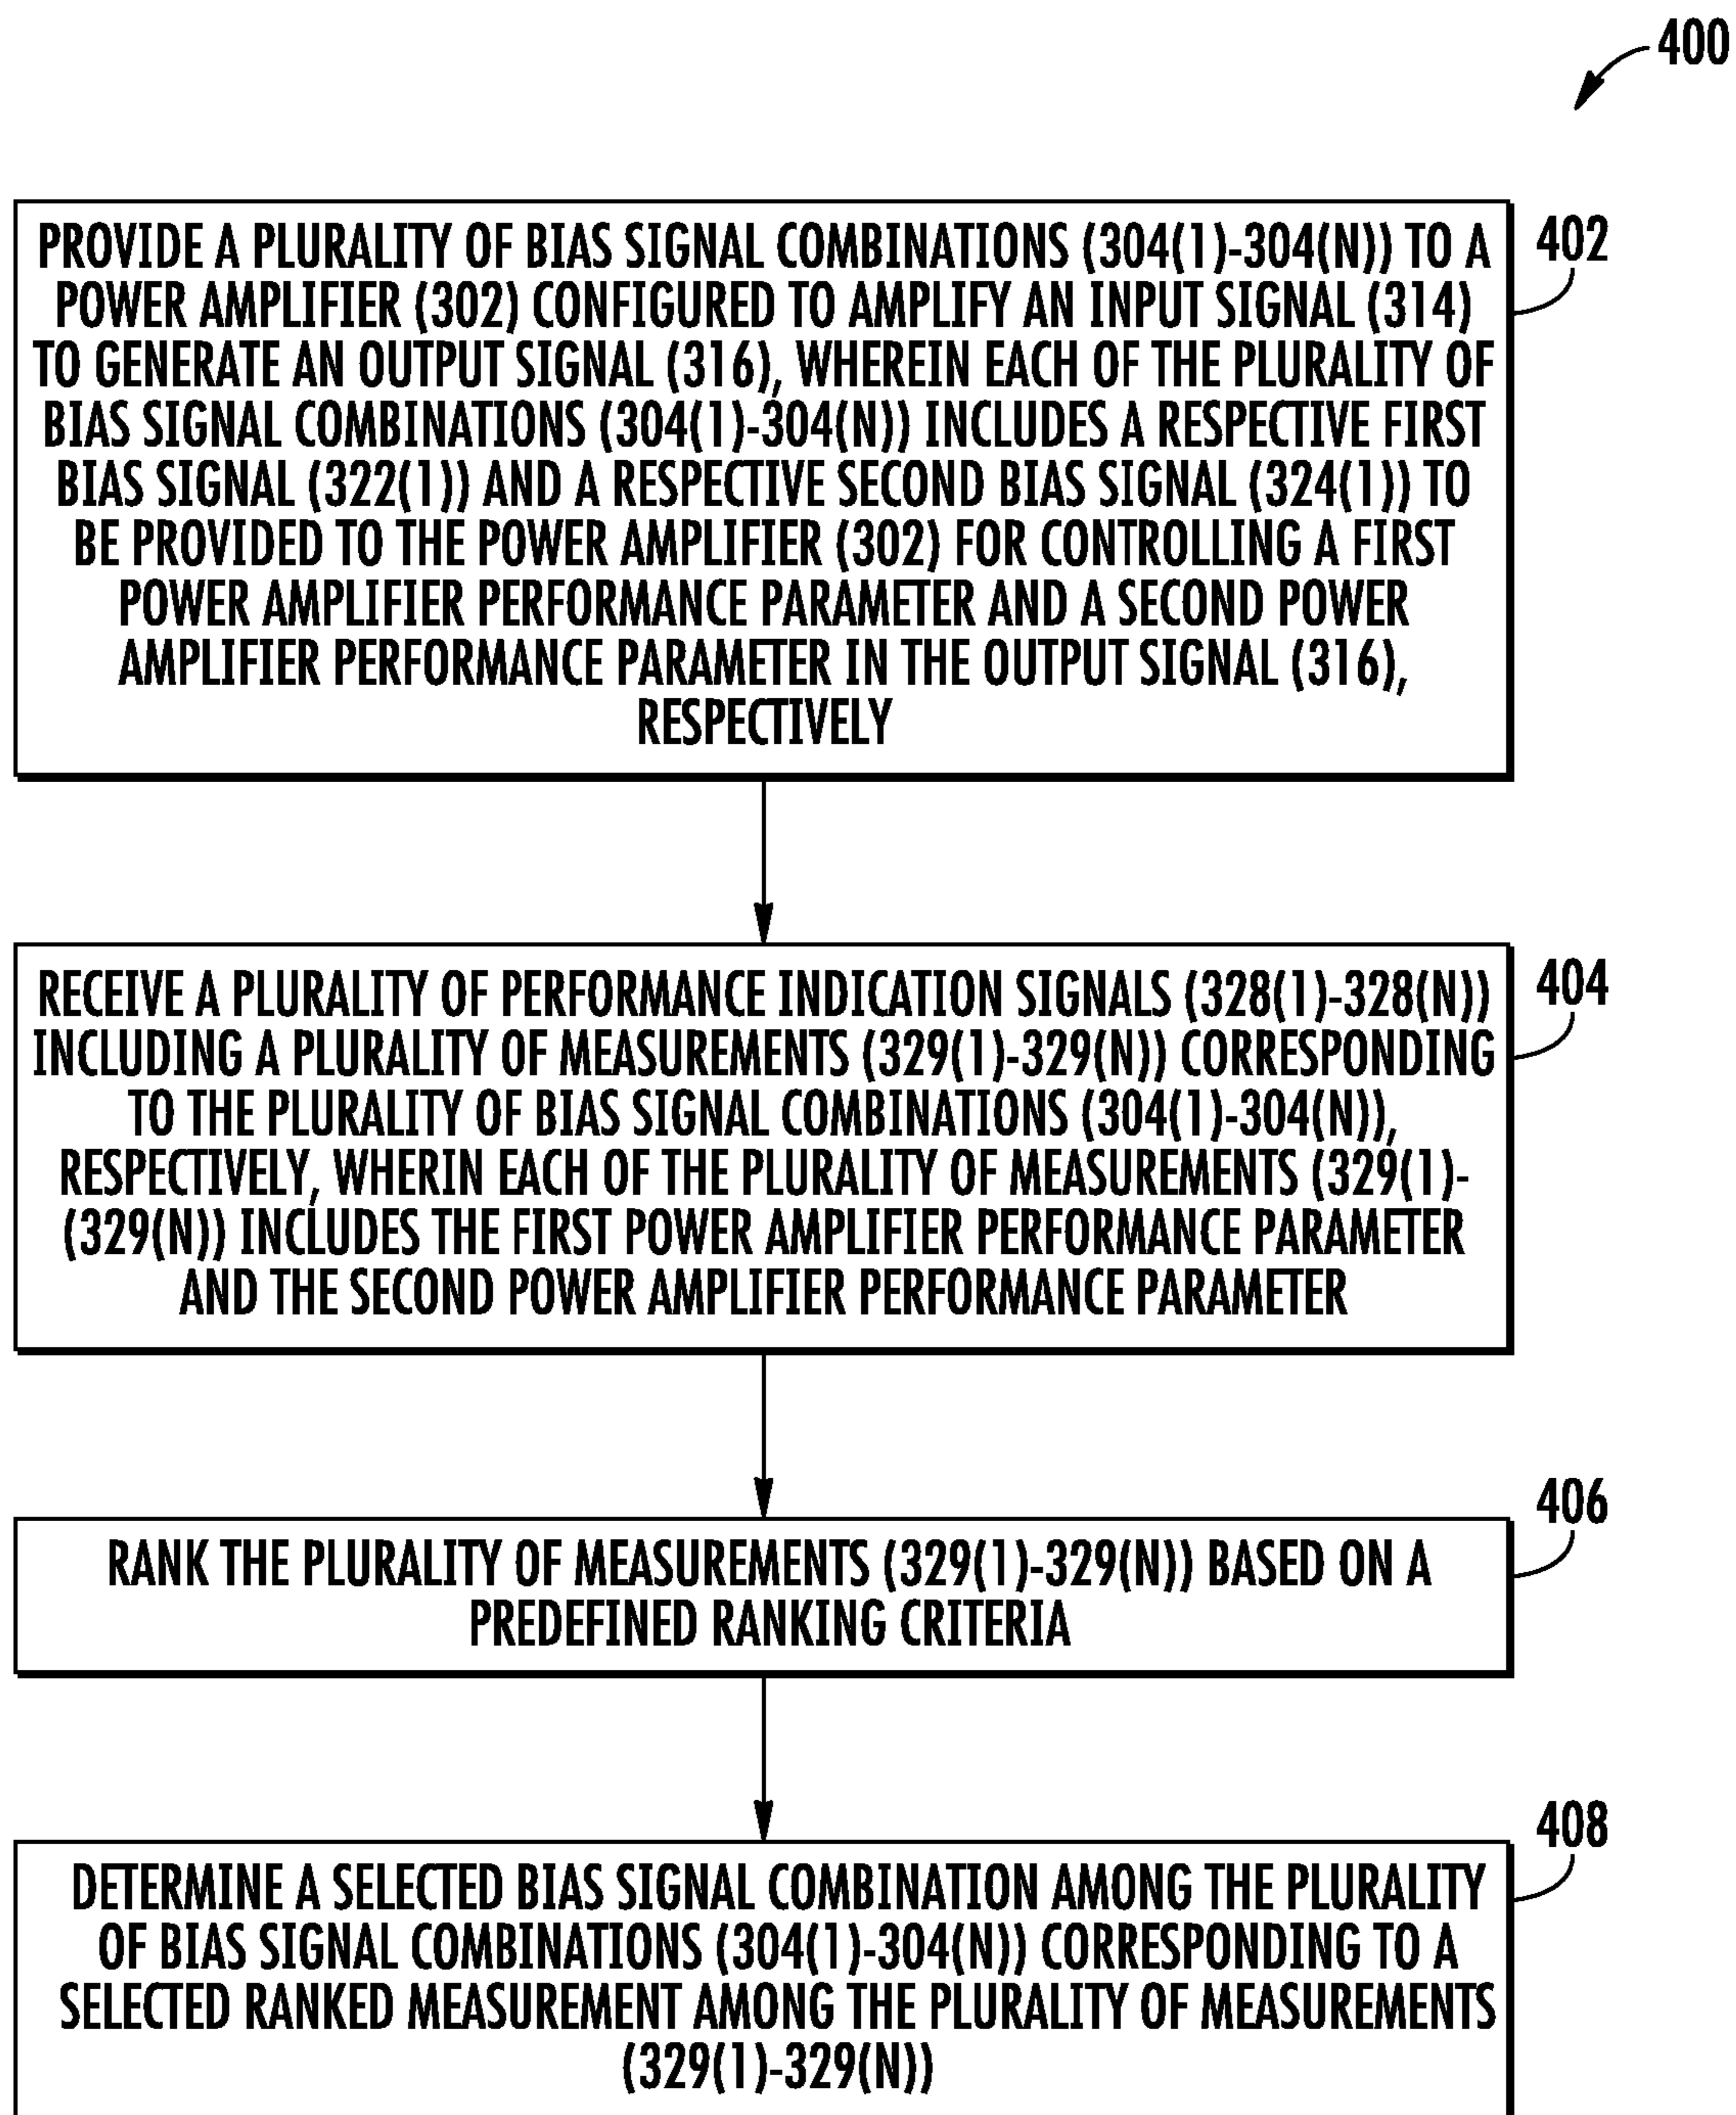 400
PROVIDE A PLURALITY OF BIAS SIGNAL COMBINATIONS (304(1)-304(N)) TO A
POWER AMPLIFIER (302) CONFIGURED TO AMPLIFY AN INPUT SIGNAL (314)
TO GENERATE AN OUTPUT SIGNAL (316), WHEREIN EACH OF THE PLURALITY OF
BIAS SIGNAL COMBINATIONS (304(1)-304(N)) INCLUDES A RESPECTIVE FIRST
BIAS SIGNAL (322(1)) AND A RESPECTIVE SECOND BIAS SIGNAL (324(1)) TO
BE PROVIDED TO THE POWER AMPLIFIER (302) FOR CONTROLLING A FIRST
POWER AMPLIFIER PERFORMANCE PARAMETER AND A SECOND POWER
AMPLIFIER PERFORMANCE PARAMETER IN THE OUTPUT SIGNAL (316),
RESPECTIVELY
402
RECEIVE A PLURALITY OF PERFORMANCE INDICATION SIGNALS (328(1)-328(N))
INCLUDING A PLURALITY OF MEASUREMENTS (329(1)-329(N)) CORRESPONDING
TO THE PLURALITY OF BIAS SIGNAL COMBINATIONS (304(1)-304(N)),
RESPECTIVELY, WHERIN EACH OF THE PLURALITY OF MEASUREMENTS (329(1)-
(329(N)) INCLUDES THE FIRST POWER AMPLIFIER PERFORMANCE PARAMETER
AND THE SECOND POWER AMPLIFIER PERFORMANCE PARAMETER
404
RANK THE PLURALITY OF MEASUREMENTS (329(1)-329(N)) BASED ON A
PREDEFINED RANKING CRITERIA
406
DETERMINE A SELECTED BIAS SIGNAL COMBINATION AMONG THE PLURALITY
OF BIAS SIGNAL COMBINATIONS (304(1)-304(N)) CORRESPONDING TO A
SELECTED RANKED MEASUREMENT AMONG THE PLURALITY OF MEASUREMENTS
(329(1)-329(N))
408